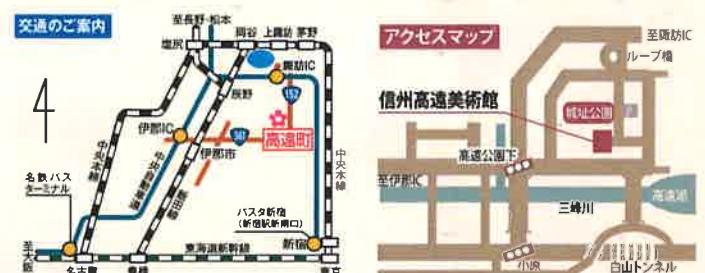 交通のご案内
至長野・松本
塩尻
岡谷
上諏訪
茅野
諏訪IC
辰野
152
伊那IC
361
高遠町
伊那市
中央本線
中央自動車道
飯田線
中央本線
名鉄バス
ターミナル
バスタ新宿
(新宿駅新南口)
新宿
至大阪
東海道新幹線
名古屋
豊橋
東京
アクセスマップ
至諏訪IC
ループ橋
信州高遠美術館
城址公園
P
高遠公園下
至伊那IC
高遠湖
三峰川
小原
白山トンネル